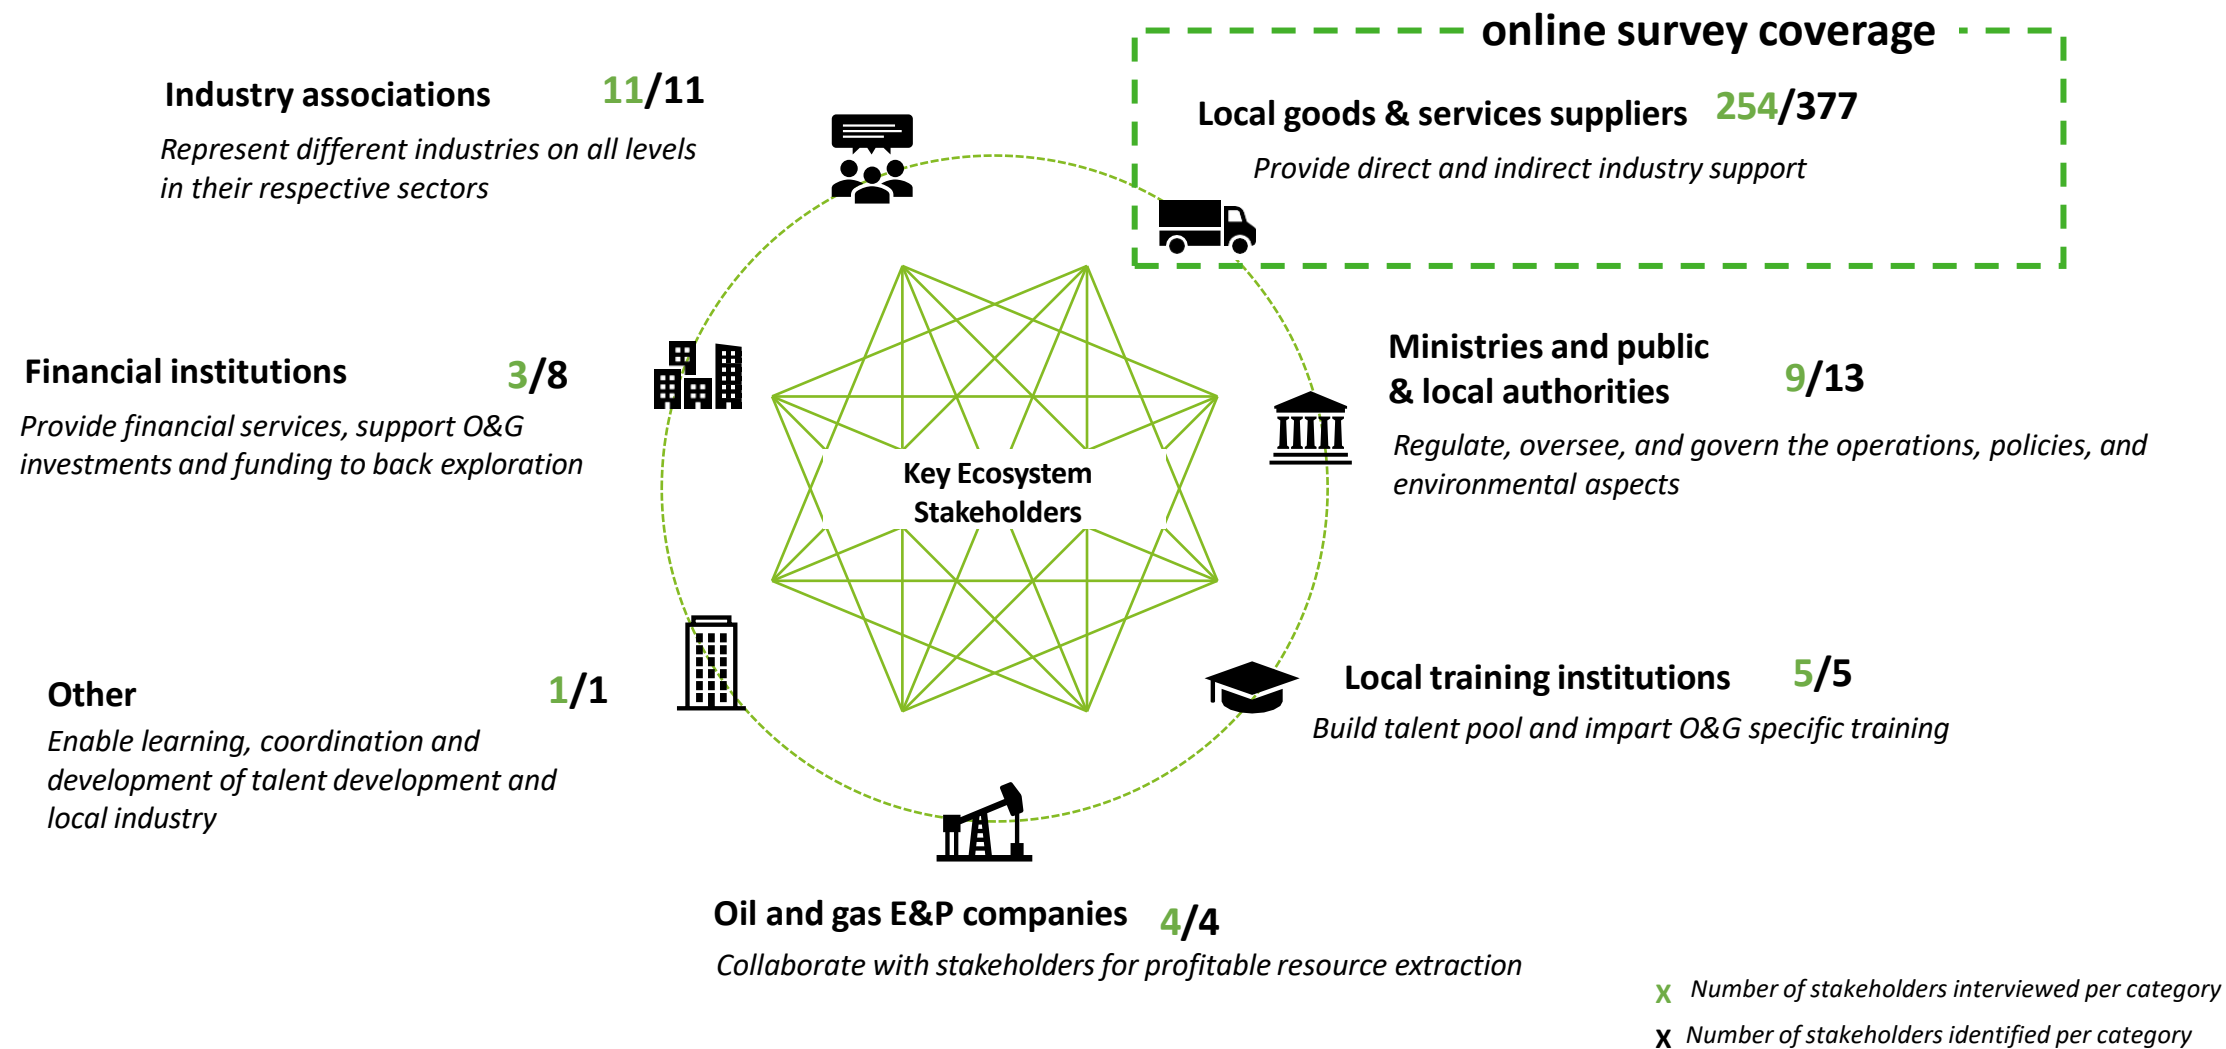 online survey coverage
Industry associations 11/11
Represent different industries on all levels
in their respective sectors
Local goods & services suppliers 254/377
Provide direct and indirect industry support
Financial institutions 3/8
Provide financial services, support O&G
investments and funding to back exploration
Ministries and public
& local authorities 9/13
Regulate, oversee, and govern the operations, policies, and
environmental aspects
Key Ecosystem
Stakeholders
Other 1/1
Enable learning, coordination and
development of talent development and
local industry
Local training institutions 5/5
Build talent pool and impart O&G specific training
Oil and gas E&P companies 4/4
Collaborate with stakeholders for profitable resource extraction
X Number of stakeholders interviewed per category
X Number of stakeholders identified per category